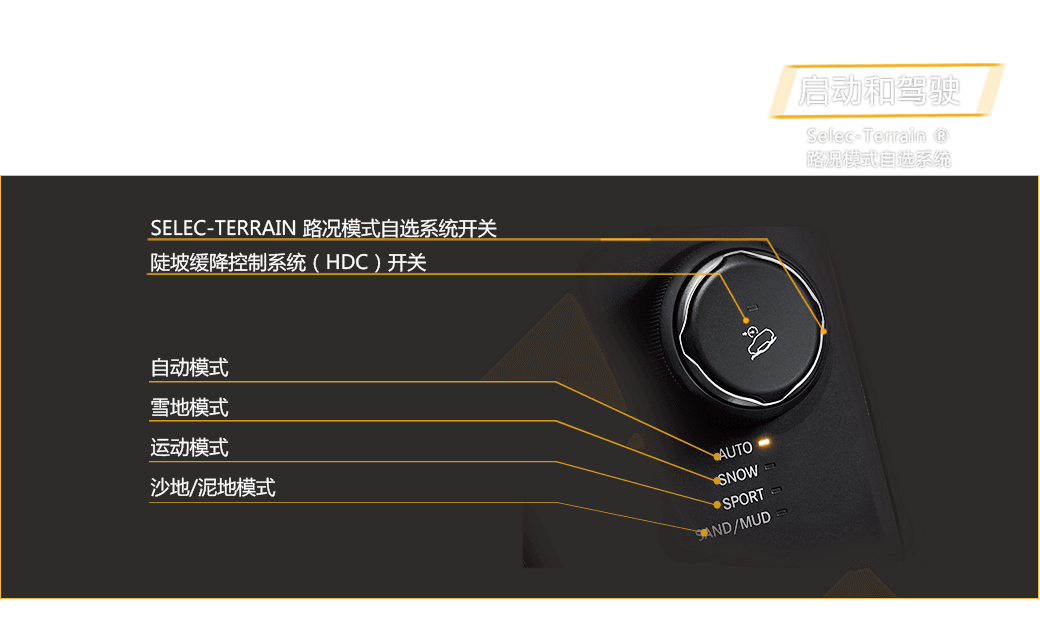 启动和驾驶
Selec-Terrain ®
路况模式自选系统
SELEC-TERRAIN 路况模式自选系统开关
陡坡缓降控制系统（HDC）开关
自动模式
雪地模式
运动模式
沙地/泥地模式
AUTO
SNOW
SPORT
SAND/MUD